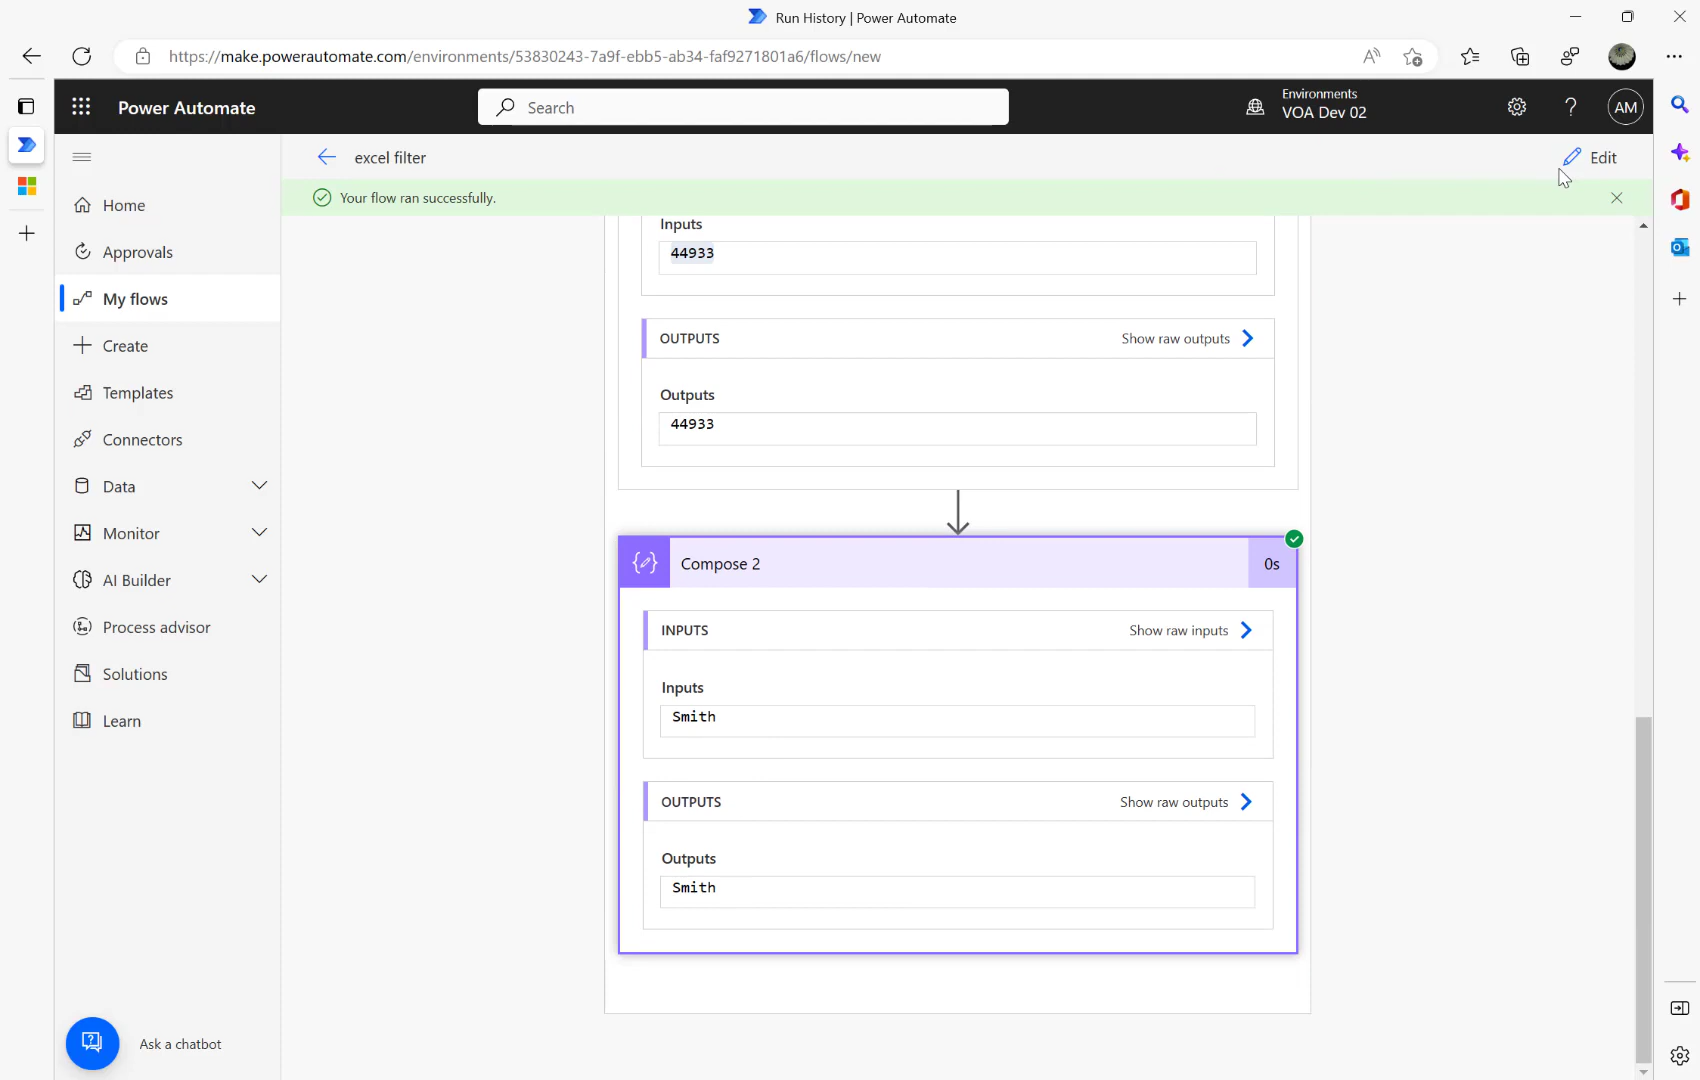 Run History | Power Automate
https://make.powerautomate.com/environments/53830243-7a9f-ebb5-ab34-faf9271801a6/flows/new
Power Automate
Search
Environments
VOA Dev 02
?
AM
excel filter
Edit
Your flow ran successfully.
Home
Approvals
My flows
Create
Templates
Connectors
Data
Monitor
AI Builder
Process advisor
Solutions
Learn
Ask a chatbot
Inputs
44933
OUTPUTS
Show raw outputs
Outputs
44933
Compose 2
0s
INPUTS
Show raw inputs
Inputs
Smith
OUTPUTS
Show raw outputs
Outputs
Smith